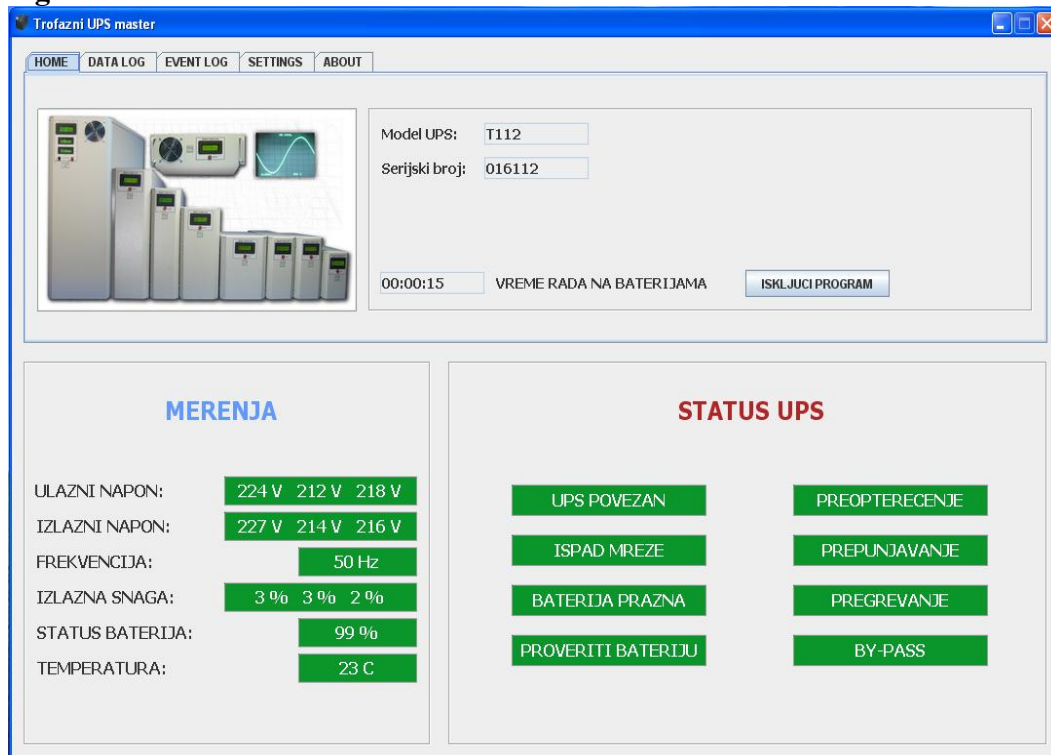 Trofazni UPS master
HOME DATA LOG EVENT LOG SETTINGS ABOUT
Model UPS: T112
Serijski broj: 016112
00:00:15 VREME RADA NA BATERIJAMA ISKLJUCI PROGRAM
MERENJA
ULAZNI NAPON: 224 V 212 V 218 V
IZLAZNI NAPON: 227 V 214 V 216 V
FREKVENCIJA: 50 Hz
IZLAZNA SNAGA: 3 % 3 % 2 %
STATUS BATERIJA: 99 %
TEMPERATURA: 23 C
STATUS UPS
UPS POVEZAN PREOPTERECENJE
ISPAD MREZE PREPUNJAVANJE
BATERIJA PRAZNA PREGREVANJE
PROVERITI BATERIJU BY-PASS